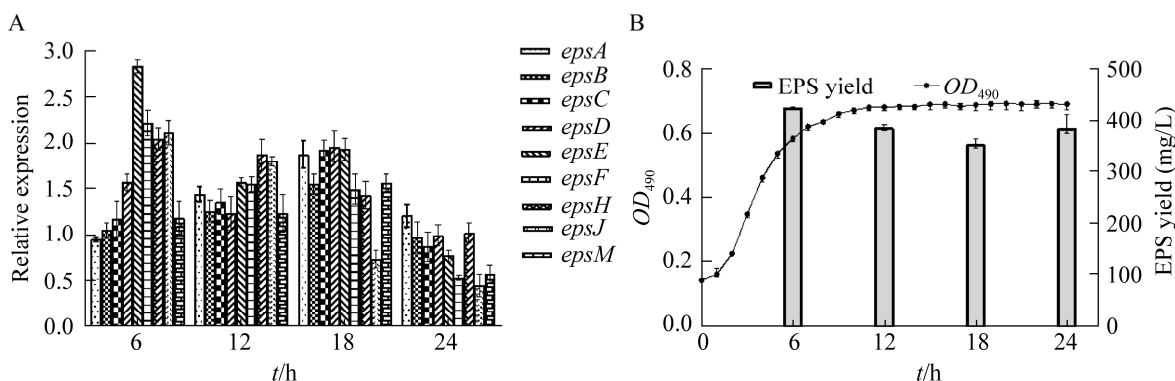 A
Relative expression
3.0
2.5
2.0
1.5
1.0
0.5
0.0
6 12 18 24
t/h
epsA
epsB
epsC
epsD
epsE
epsF
epsH
epsJ
epsM
B
OD490
0.8
0.6
0.4
0.2
0.0
EPS yield OD490
0 6 12 18 24
t/h
500
400
300
200
100
0
EPS yield (mg/L)